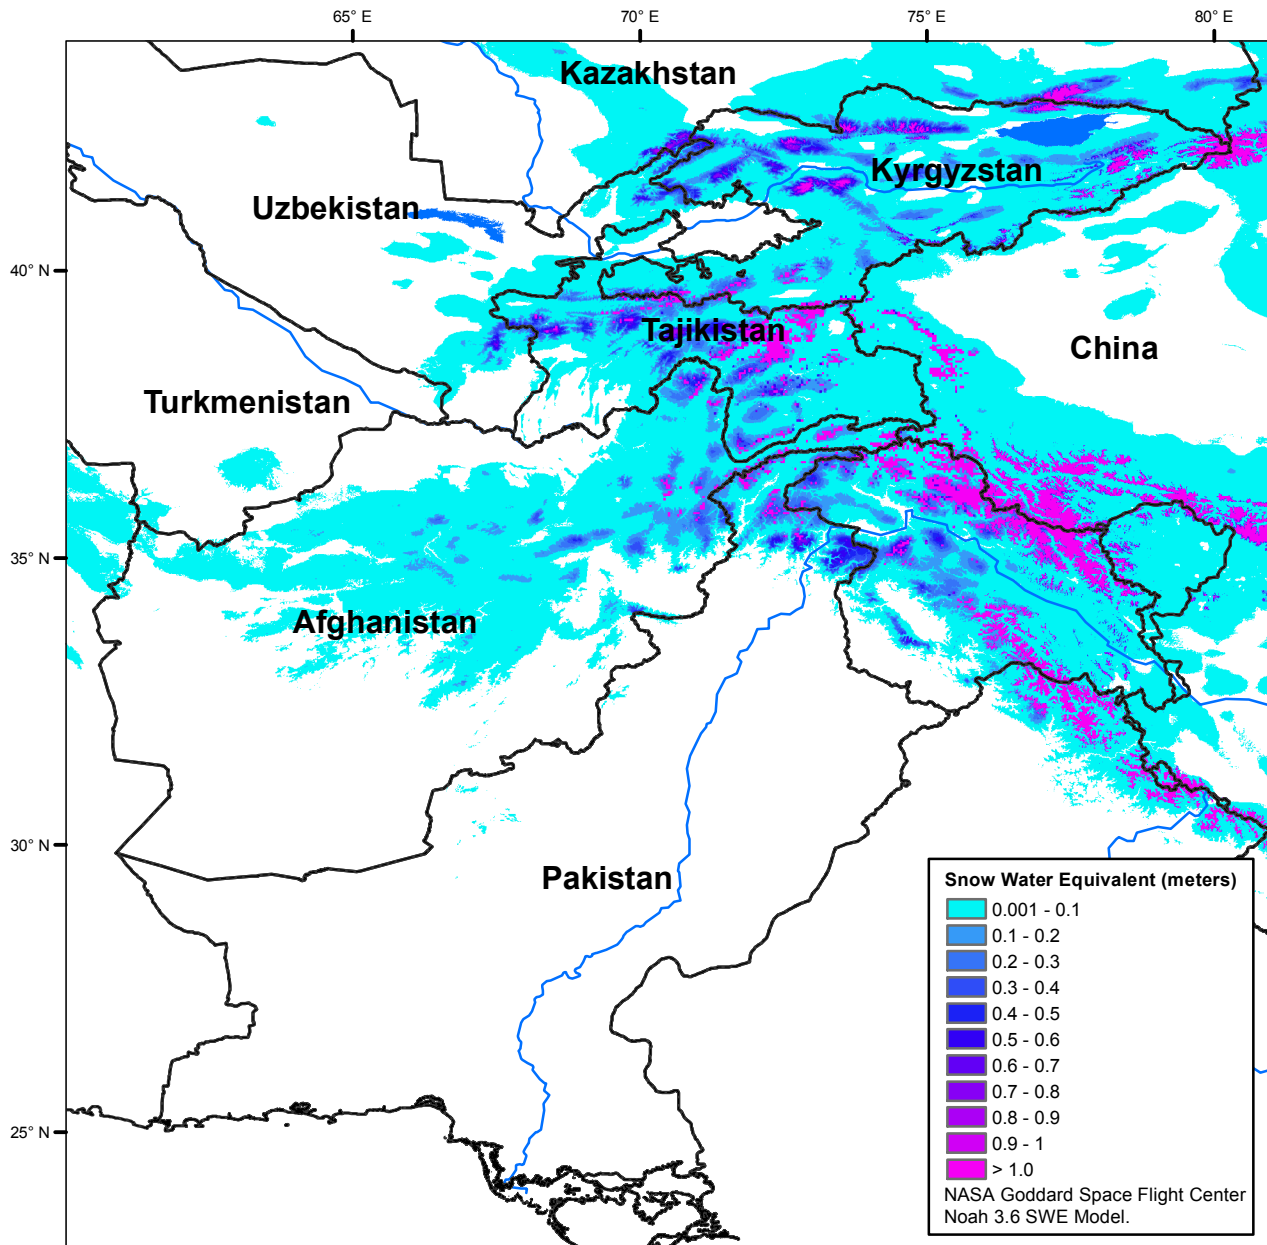 65° E
70° E
75° E
80° E
Kazakhstan
Kyrgyzstan
Uzbekistan
40° N
Tajikistan
China
Turkmenistan
35° N
Afghanistan
30° N
Pakistan
25° N
Snow Water Equivalent (meters)
0.001 - 0.1
0.1 - 0.2
0.2 - 0.3
0.3 - 0.4
0.4 - 0.5
0.5 - 0.6
0.6 - 0.7
0.7 - 0.8
0.8 - 0.9
0.9 - 1
> 1.0
NASA Goddard Space Flight Center
Noah 3.6 SWE Model.